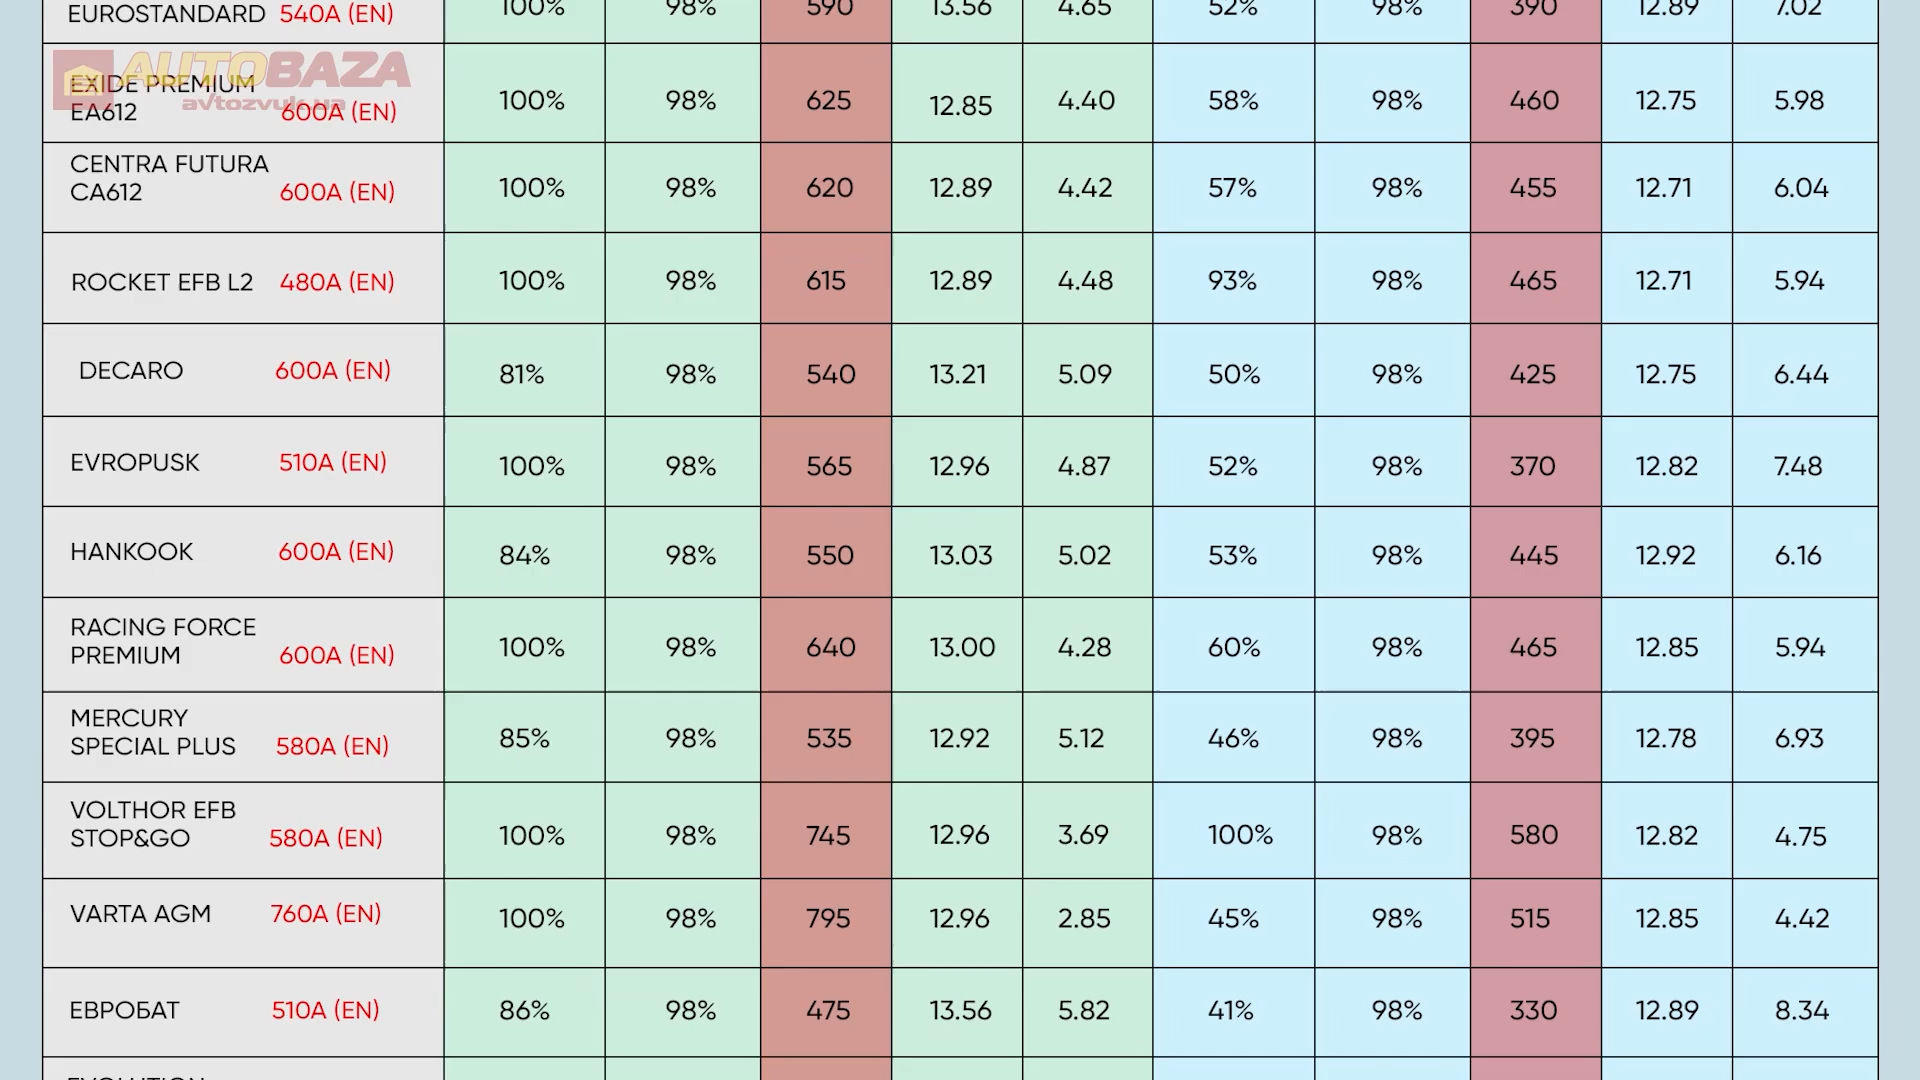 EUROSTANDARD 540A (EN) 100% 98% 590 13.56 4.65 52% 98% 390 12.89 7.02
AUTOBAZA
avtozvuk.ua
EXIDE PREMIUM
EA612 600A (EN) 100% 98% 625 12.85 4.40 58% 98% 460 12.75 5.98
CENTRA FUTURA
CA612 600A (EN) 100% 98% 620 12.89 4.42 57% 98% 455 12.71 6.04
ROCKET EFB L2 480A (EN) 100% 98% 615 12.89 4.48 93% 98% 465 12.71 5.94
DECARO 600A (EN) 81% 98% 540 13.21 5.09 50% 98% 425 12.75 6.44
EVROPUSK 510A (EN) 100% 98% 565 12.96 4.87 52% 98% 370 12.82 7.48
HANKOOK 600A (EN) 84% 98% 550 13.03 5.02 53% 98% 445 12.92 6.16
RACING FORCE
PREMIUM 600A (EN) 100% 98% 640 13.00 4.28 60% 98% 465 12.85 5.94
MERCURY
SPECIAL PLUS 580A (EN) 85% 98% 535 12.92 5.12 46% 98% 395 12.78 6.93
VOLTHOR EFB
STOP&GO 580A (EN) 100% 98% 745 12.96 3.69 100% 98% 580 12.82 4.75
VARTA AGM 760A (EN) 100% 98% 795 12.96 2.85 45% 98% 515 12.85 4.42
ЕВРОБАТ 510A (EN) 86% 98% 475 13.56 5.82 41% 98% 330 12.89 8.34